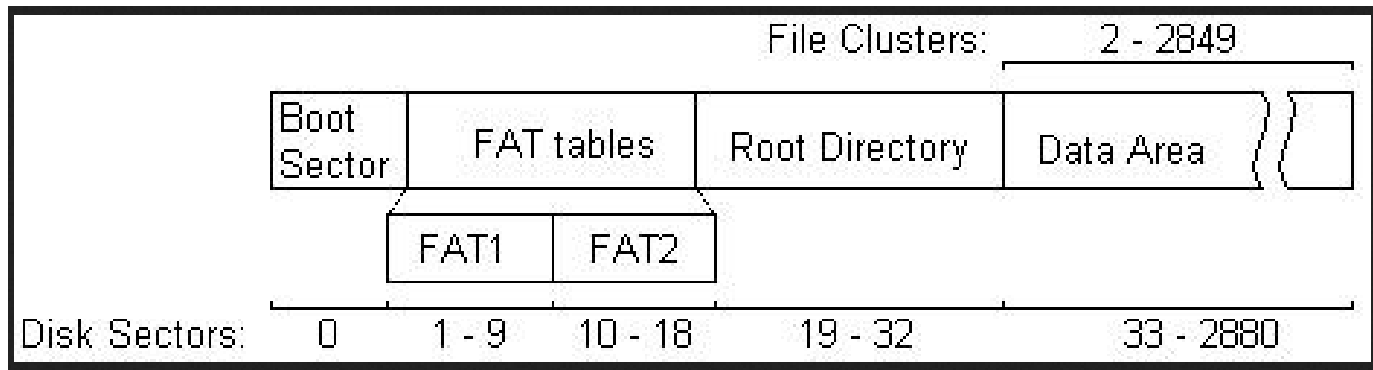 File Clusters: 2 - 2849
Boot
Sector
FAT tables
Root Directory
Data Area
FAT1
FAT2
Disk Sectors: 0 1 - 9 10 - 18 19 - 32 33 - 2880